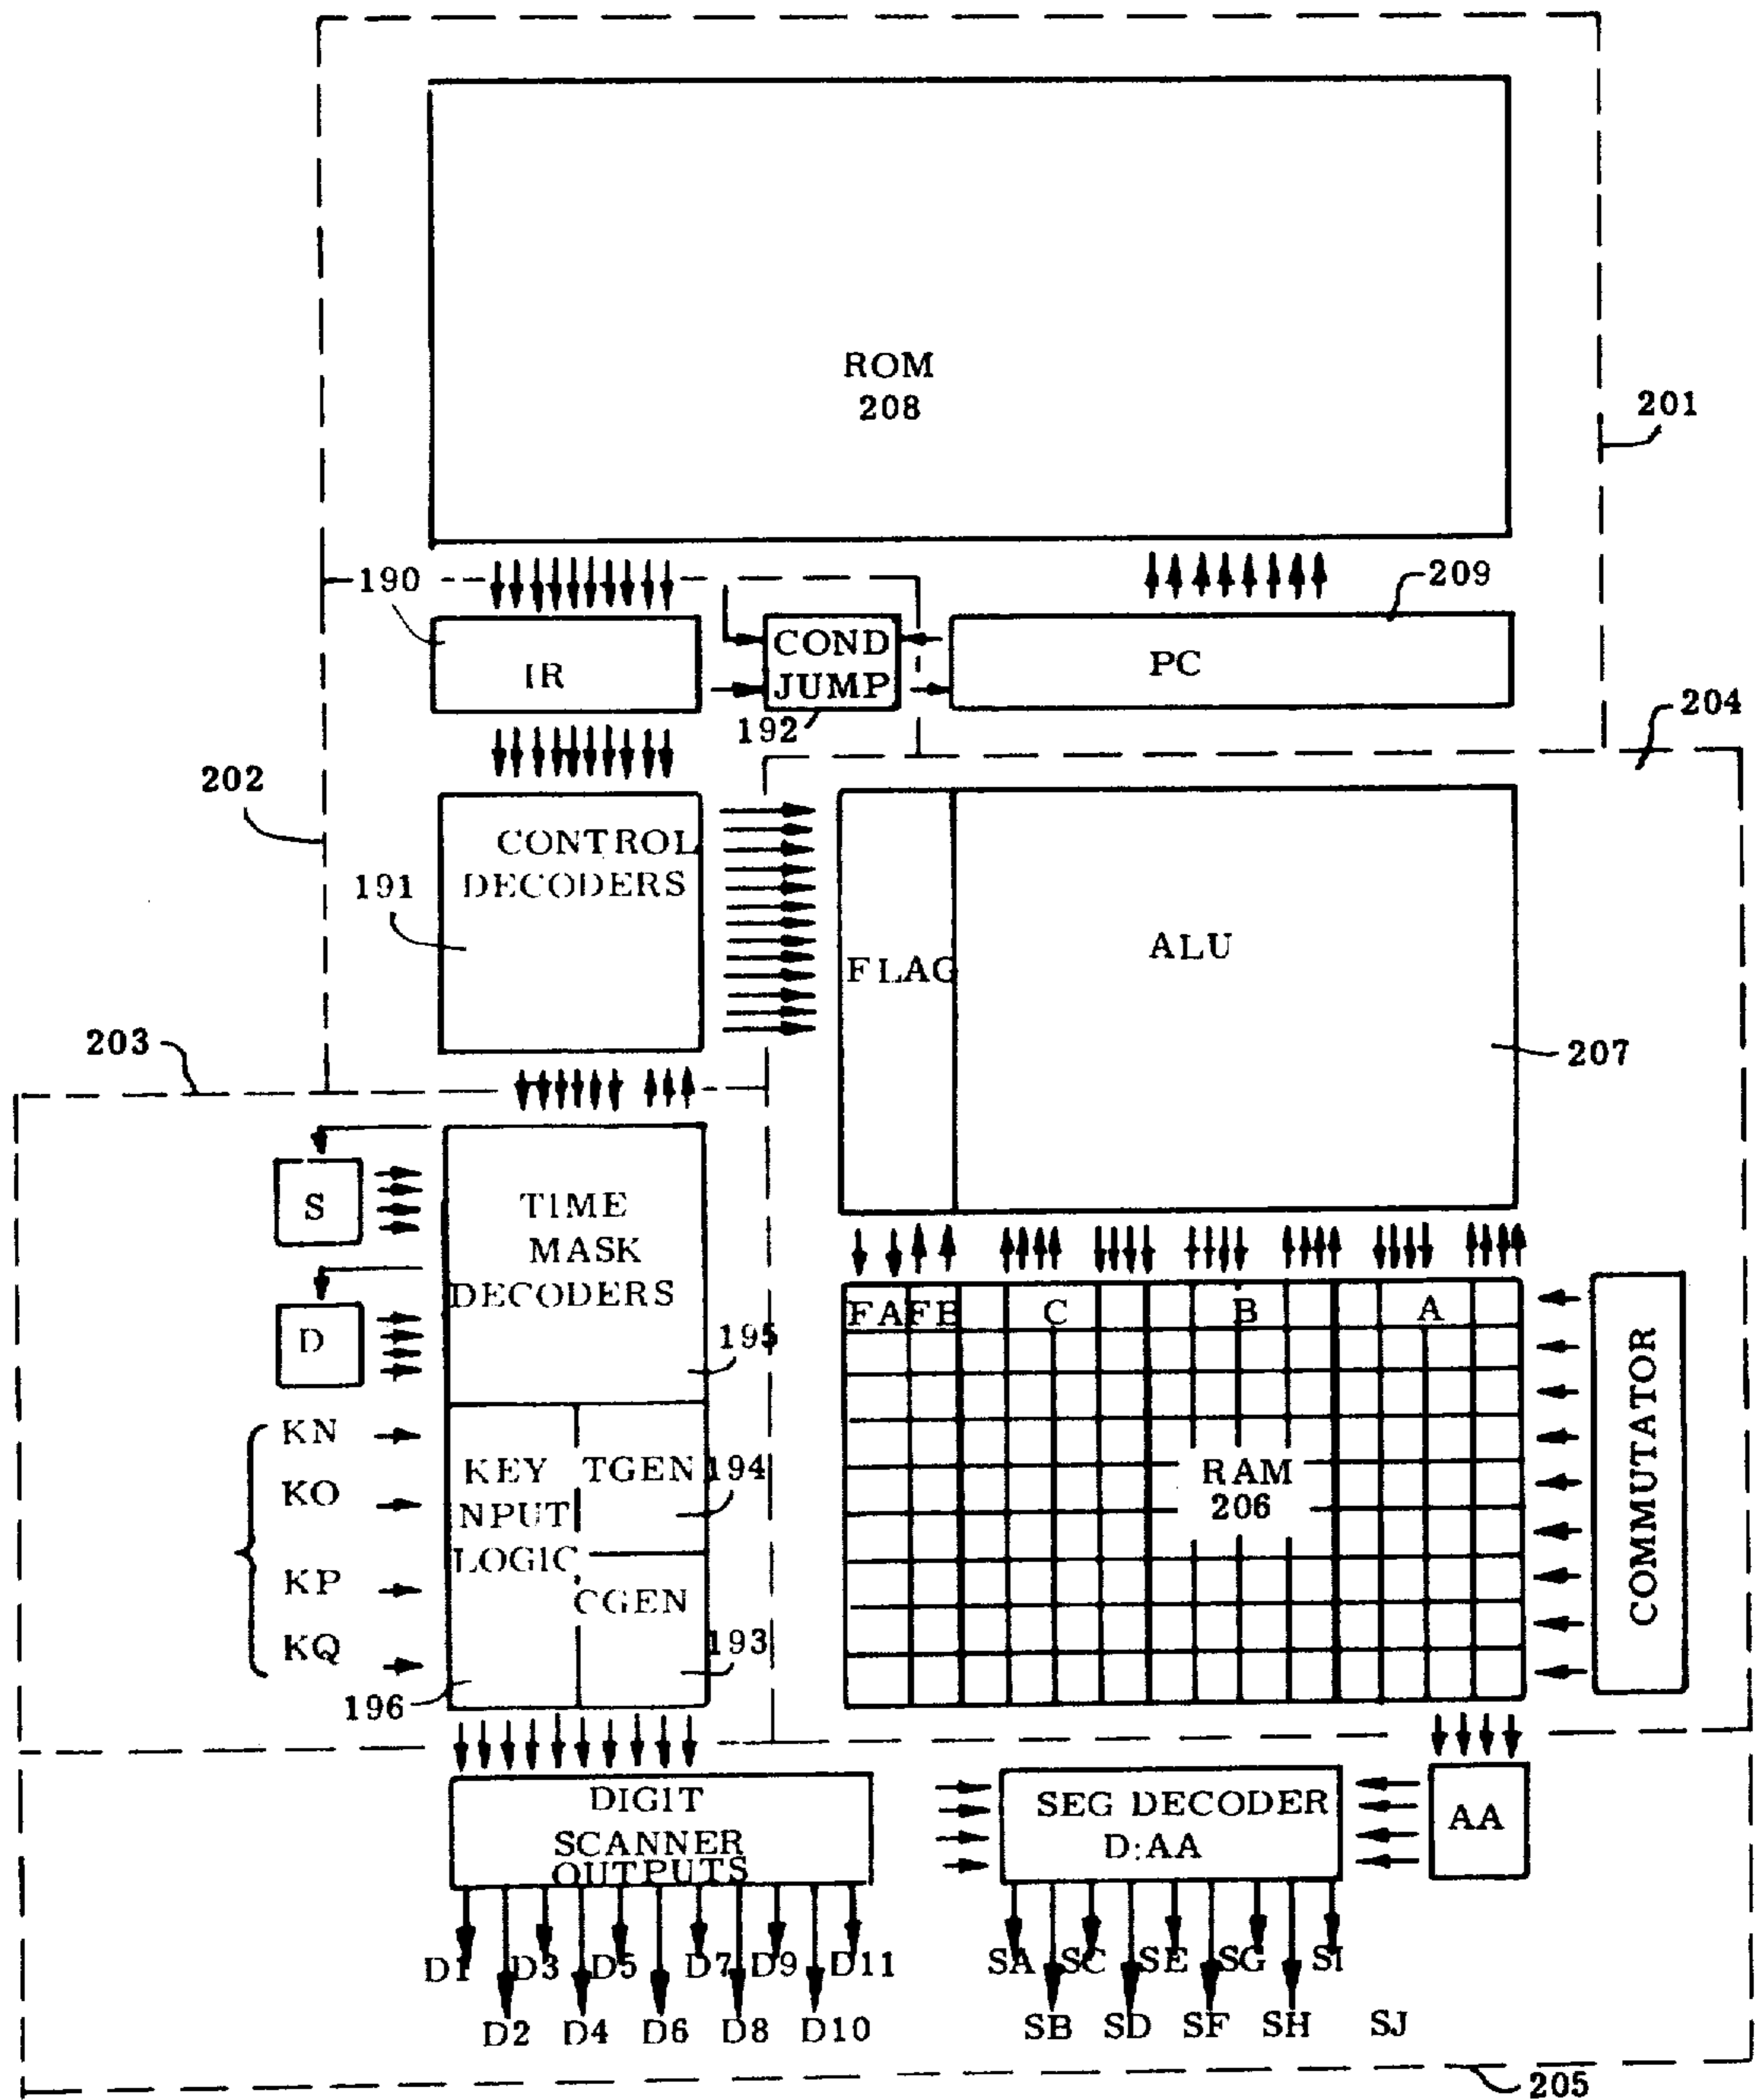 ROM
208
201
190
209
IR
COND
JUMP
192
PC
204
202
CONTROL
DECODERS
191
FLAG
ALU
203
207
S
TIME
MASK
DECODERS
D
195
FA FB C B A
COMMUTATOR
KN
KO
KP
KQ
KEY
NPUT
LOGIC
TGEN
194
CGEN
193
196
RAM
206
DIGIT
SCANNER
OUTPUTS
SEG DECODER
D:AA
AA
D1 D3 D5 D7 D9 D11
D2 D4 D6 D8 D10
SA SC SE SG SI
SB SD SF SH SJ
205